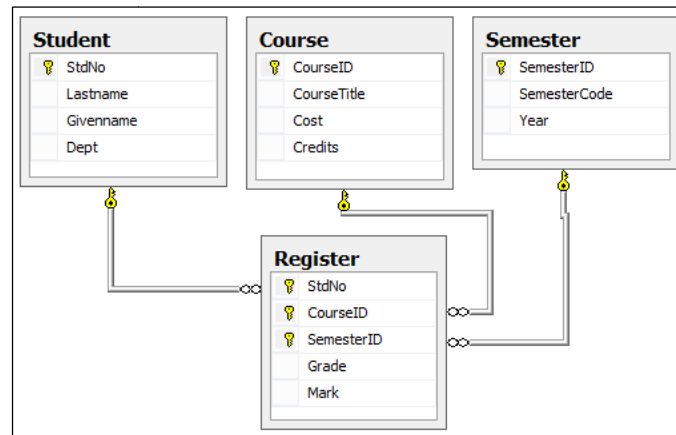 Student
StdNo
Lastname
Givenname
Dept
Course
CourseID
CourseTitle
Cost
Credits
Semester
SemesterID
SemesterCode
Year
Register
StdNo
CourseID
SemesterID
Grade
Mark